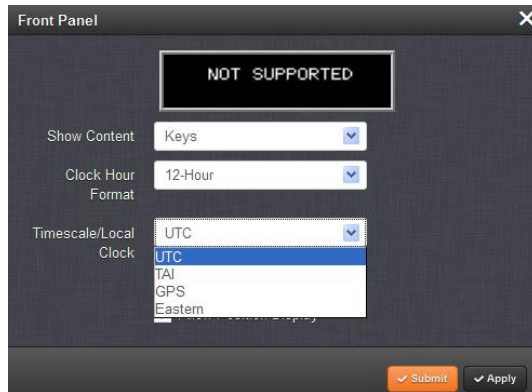 Front Panel
NOT SUPPORTED
Show Content
Keys
Clock Hour
Format
12-Hour
Timescale/Local
Clock
UTC
UTC
TAI
GPS
Eastern
Display
Submit
Apply